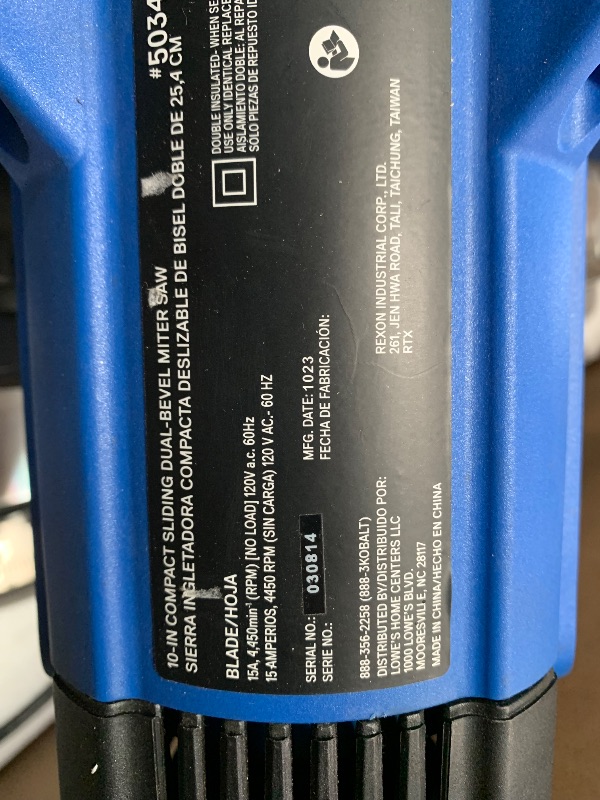 #5034
10-IN COMPACT SLIDING DUAL-BEVEL MITER SAW
SIERRA INGLETADORA COMPACTA DESLIZABLE DE BISEL DOBLE DE 25,4 CM
BLADE/HOJA
15A, 4,450min⁻¹ (RPM) [NO LOAD] 120V a.c. 60Hz
15 AMPERIOS, 4450 RPM (SIN CARGA) 120 V AC.- 60 HZ
DOUBLE INSULATED- WHEN SE
USE ONLY IDENTICAL REPLACE
AISLAMIENTO DOBLE: AL REPA
SOLO PIEZAS DE REPUESTO ID
SERIAL NO.: 030814
SERIE NO.:
MFG. DATE: 1023
FECHA DE FABRICACIÓN:
888-356-2258 (888-3KOBALT)
DISTRIBUTED BY/DISTRIBUIDO POR:
LOWE'S HOME CENTERS LLC
1000 LOWE'S BLVD.
MOORESVILLE, NC 28117
MADE IN CHINA/HECHO EN CHINA
REXON INDUSTRIAL CORP., LTD.
261, JEN HWA ROAD, TALI, TAICHUNG, TAIWAN
RTX